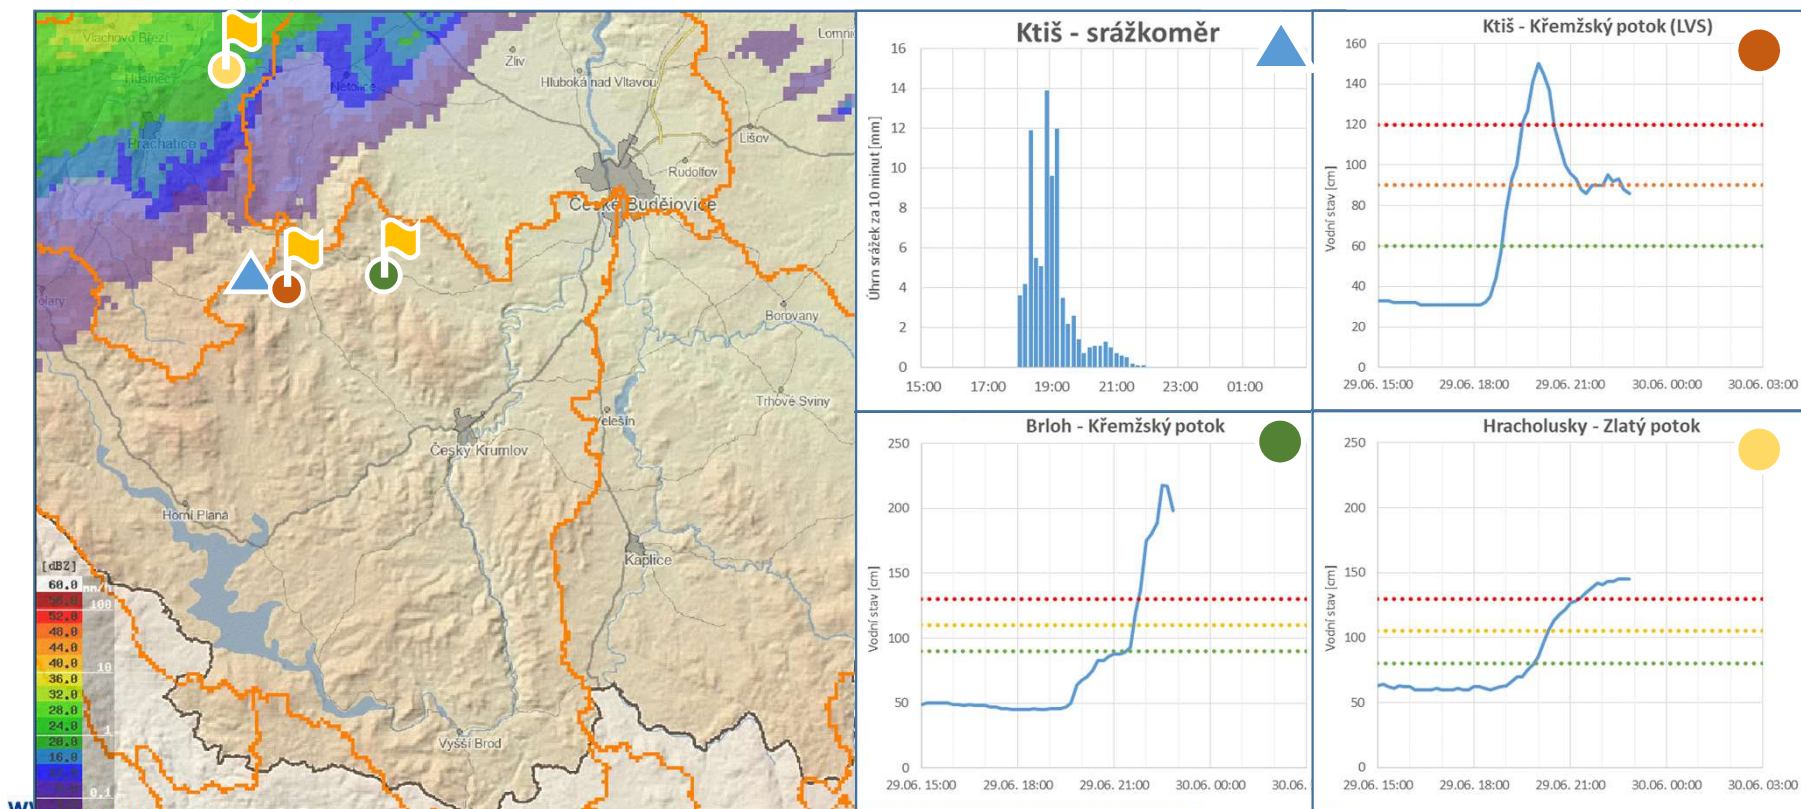 Vlachovo Březí
Husinec
Prachatice
Netolice
Zliv
Hluboká nad Vltavou
Lišov
Rudolfov
České Budějovice
Borovany
Trhové Sviny
Velešín
Český Krumlov
Horní Planá
Kaplice
Vyšší Brod
[dBZ]
60.0
56.0
52.0
48.0
44.0
40.0
36.0
32.0
28.0
24.0
20.0
16.0
100
10
1
0.1
Ktiš - srážkoměr
Úhrn srážek za 10 minut [mm]
16
14
12
10
8
6
4
2
0
15:00 17:00 19:00 21:00 23:00 01:00
Ktiš - Křemžský potok (LVS)
Vodní stav [cm]
160
140
120
100
80
60
40
20
0
29.06. 15:00 29.06. 18:00 29.06. 21:00 30.06. 00:00 30.06. 03:00
Brloh - Křemžský potok
Vodní stav [cm]
250
200
150
100
50
0
29.06. 15:00 29.06. 18:00 29.06. 21:00 30.06. 00:00 30.06.
Hracholusky - Zlatý potok
Vodní stav [cm]
250
200
150
100
50
0
29.06. 15:00 29.06. 18:00 29.06. 21:00 30.06. 00:00 30.06. 03:00